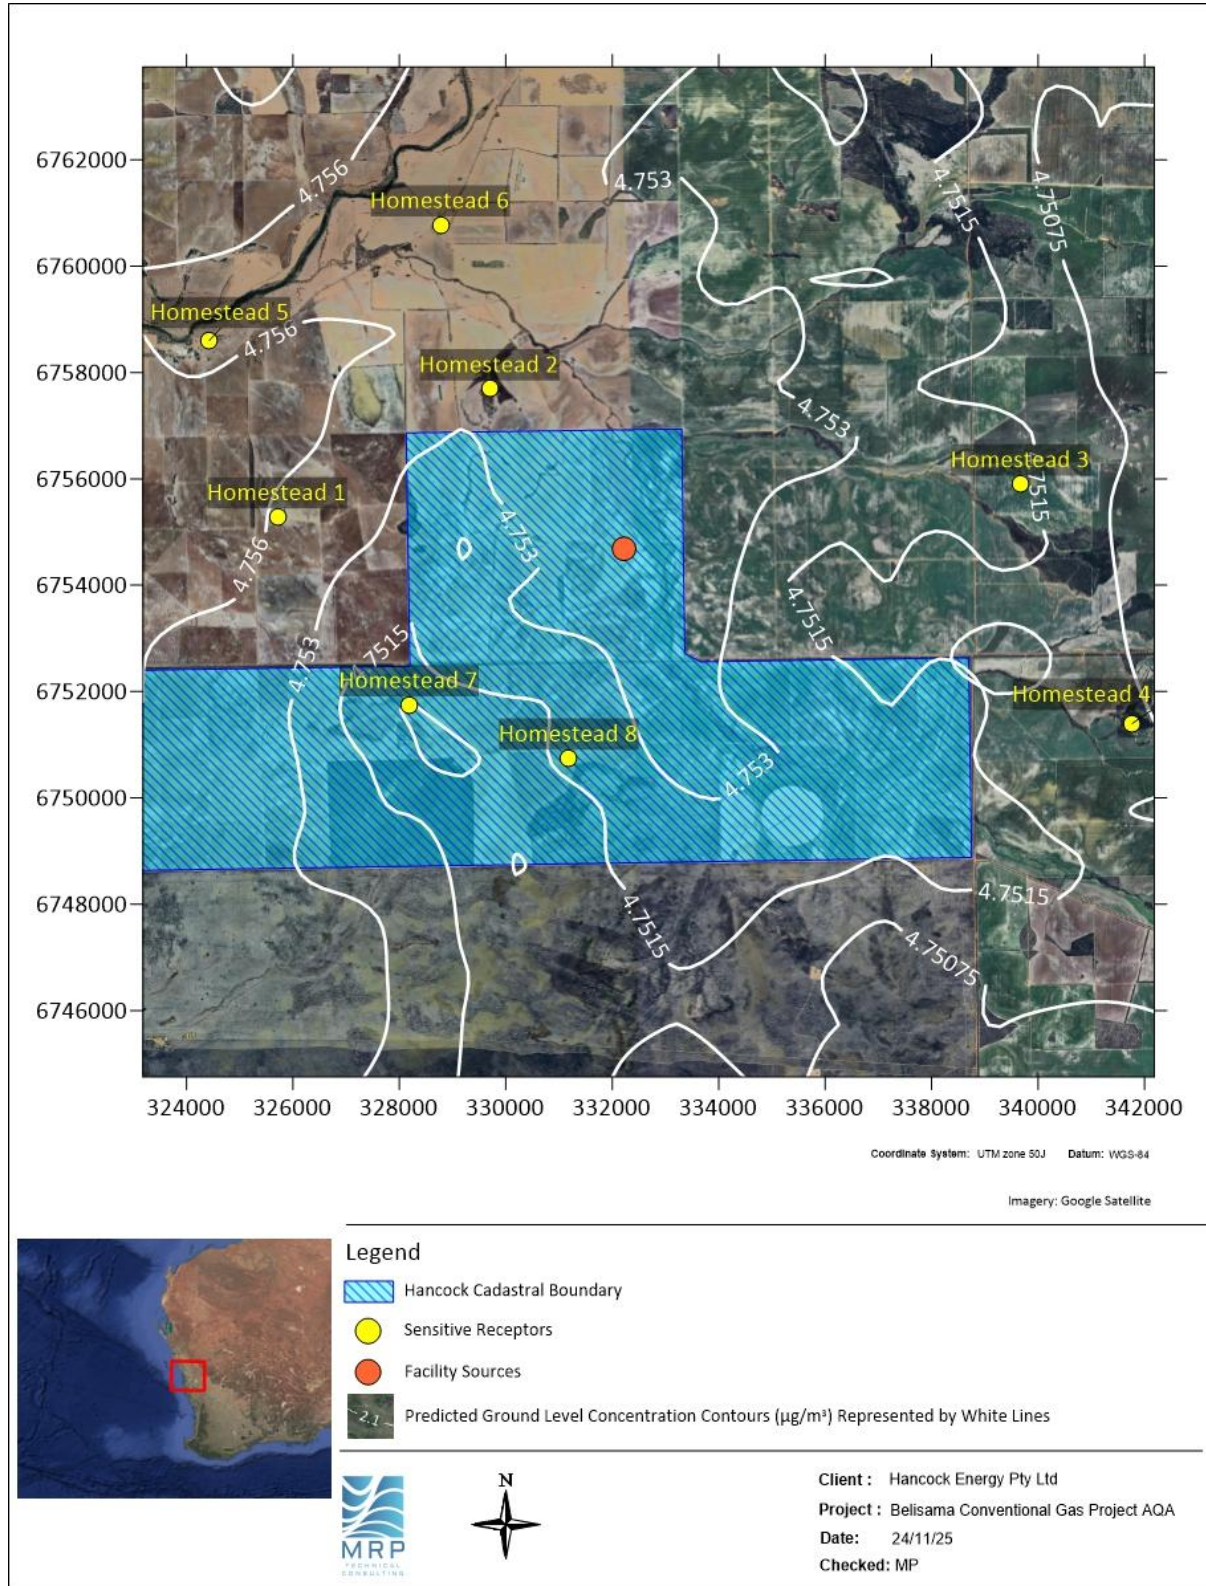 6762000
6760000
6758000
6756000
6754000
6752000
6750000
6748000
6746000
4.756
4.753
4.7515
4.75075
Homestead 6
Homestead 5
4.756
Homestead 2
4.753
Homestead 3
4.7515
Homestead 1
4.756
4.753
4.753
4.7515
4.7515
Homestead 7
Homestead 4
Homestead 8
4.753
4.7515
4.7515
4.75075
324000 326000 328000 330000 332000 334000 336000 338000 340000 342000
Coordinate System: UTM zone 50J Datum: WGS-84
Imagery: Google Satellite
Legend
Hancock Cadastral Boundary
Sensitive Receptors
Facility Sources
2.1
Predicted Ground Level Concentration Contours (µg/m³) Represented by White Lines
MRP
TECHNICAL
CONSULTING
N
Client : Hancock Energy Pty Ltd
Project : Belisama Conventional Gas Project AQA
Date: 24/11/25
Checked: MP